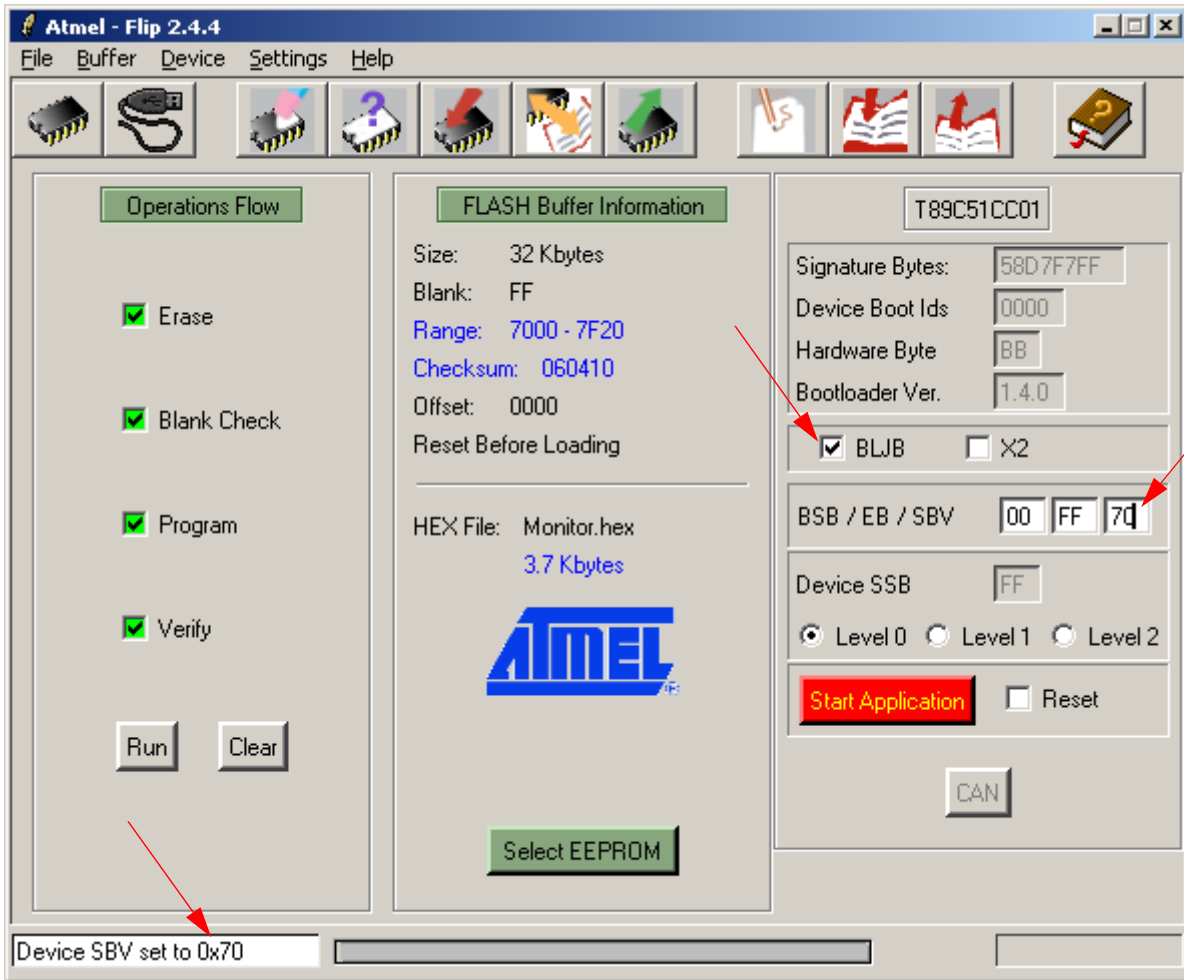 Atmel - Flip 2.4.4
File Buffer Device Settings Help
Operations Flow
Erase
Blank Check
Program
Verify
Run Clear
FLASH Buffer Information
Size: 32 Kbytes
Blank: FF
Range: 7000 - 7F20
Checksum: 060410
Offset: 0000
Reset Before Loading
HEX File: Monitor.hex
3.7 Kbytes
ATMEL ®
Select EEPROM
T89C51CC01
Signature Bytes: 58D7F7FF
Device Boot Ids 0000
Hardware Byte BB
Bootloader Ver. 1.4.0
BLJB X2
BSB / EB / SBV 00 FF 70
Device SSB FF
Level 0 Level 1 Level 2
Start Application Reset
CAN
Device SBV set to 0x70